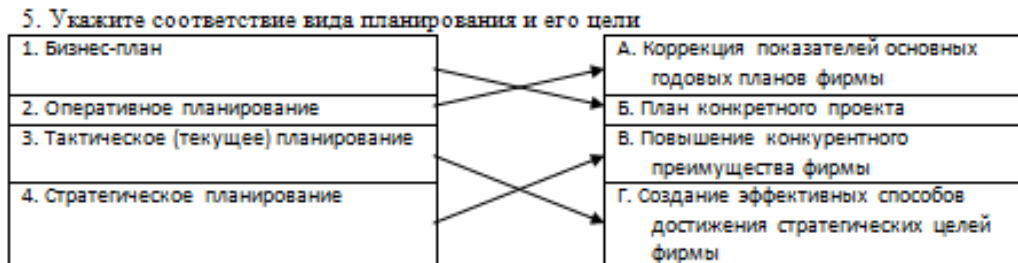 5. Укажите соответствие вида планирования и его цели
1. Бизнес-план
А. Коррекция показателей основных
годовых планов фирмы
2. Оперативное планирование
Б. План конкретного проекта
3. Тактическое (текущее) планирование
В. Повышение конкурентного
преимущества фирмы
4. Стратегическое планирование
Г. Создание эффективных способов
достижения стратегических целей
фирмы